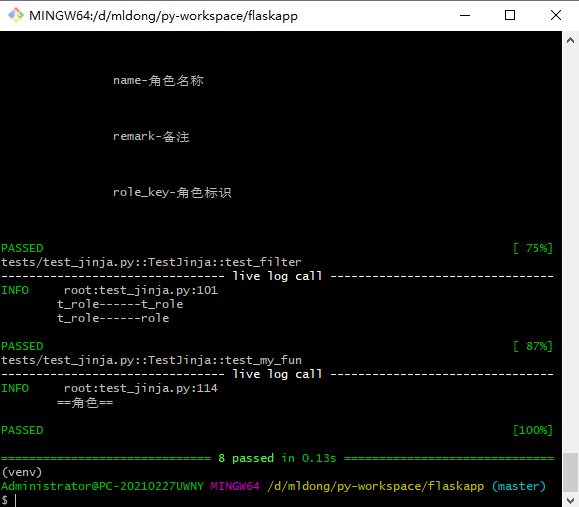 MINGW64:/d/mldong/py-workspace/flaskapp
name-角色名称
remark-备注
role_key-角色标识
PASSED [ 75%]
tests/test_jinja.py::TestJinja::test_filter
-------------------------------- live log call --------------------------------
INFO     root:test_jinja.py:101
t_role------t_role
t_role------role
PASSED [ 87%]
tests/test_jinja.py::TestJinja::test_my_fun
-------------------------------- live log call --------------------------------
INFO     root:test_jinja.py:114
==角色==
PASSED [100%]
============================== 8 passed in 0.13s ==============================
(venv)
Administrator@PC-20210227UWNY MINGW64 /d/mldong/py-workspace/flaskapp (master)
$